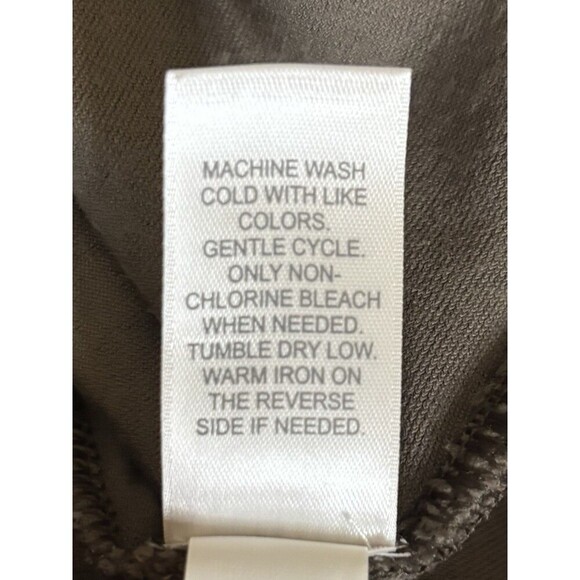 MACHINE WASH
COLD WITH LIKE
COLORS.
GENTLE CYCLE.
ONLY NON-
CHLORINE BLEACH
WHEN NEEDED.
TUMBLE DRY LOW.
WARM IRON ON
THE REVERSE
SIDE IF NEEDED.